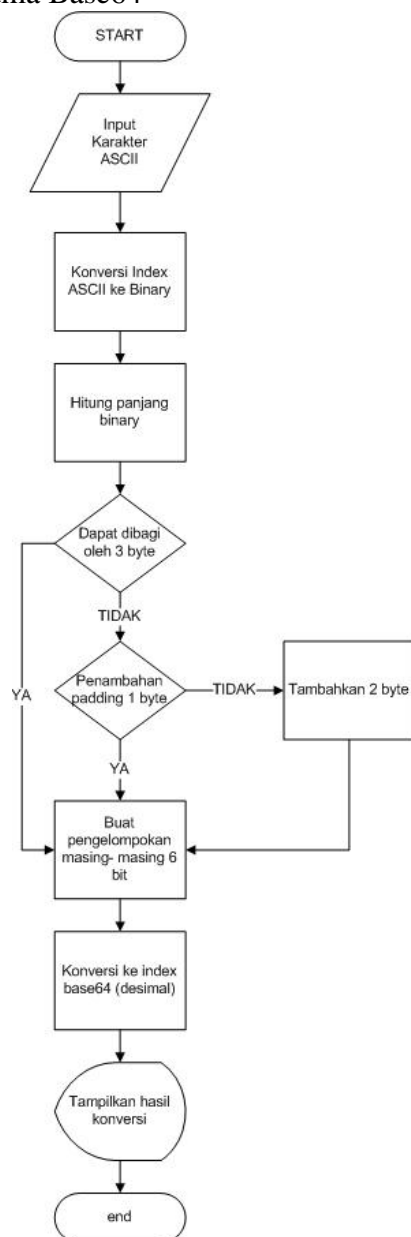 Base64
START
Input
Karakter
ASCII
Konversi Index
ASCII ke Binary
Hitung panjang
binary
Dapat dibagi
oleh 3 byte
TIDAK
YA
Penambahan
padding 1 byte
TIDAK
Tambahkan 2 byte
YA
Buat
pengelompokan
masing- masing 6
bit
Konversi ke index
base64 (desimal)
Tampilkan hasil
konversi
end